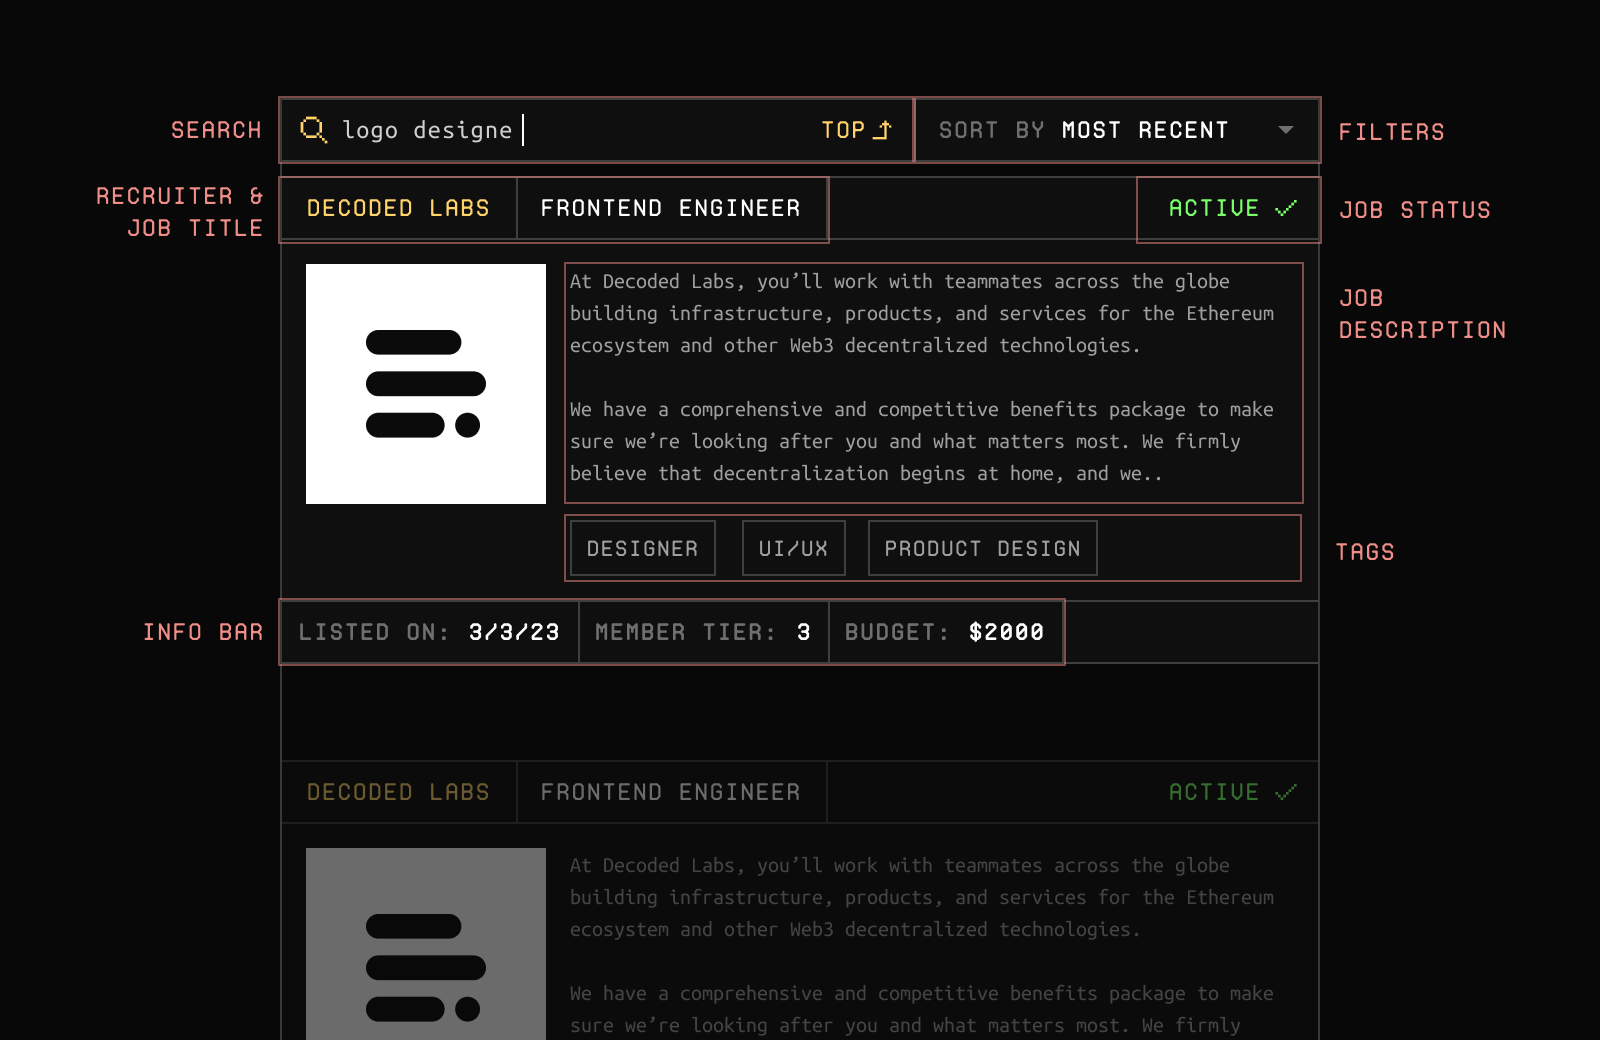 SEARCH
logo designe
TOP
SORT BY MOST RECENT
FILTERS
RECRUITER &
JOB TITLE
DECODED LABS
FRONTEND ENGINEER
ACTIVE
JOB STATUS
At Decoded Labs, you’ll work with teammates across the globe
building infrastructure, products, and services for the Ethereum
ecosystem and other Web3 decentralized technologies.
We have a comprehensive and competitive benefits package to make
sure we’re looking after you and what matters most. We firmly
believe that decentralization begins at home, and we..
JOB
DESCRIPTION
DESIGNER
UI/UX
PRODUCT DESIGN
TAGS
INFO BAR
LISTED ON: 3/3/23
MEMBER TIER: 3
BUDGET: $2000
DECODED LABS
FRONTEND ENGINEER
ACTIVE
At Decoded Labs, you’ll work with teammates across the globe
building infrastructure, products, and services for the Ethereum
ecosystem and other Web3 decentralized technologies.
We have a comprehensive and competitive benefits package to make
sure we’re looking after you and what matters most. We firmly